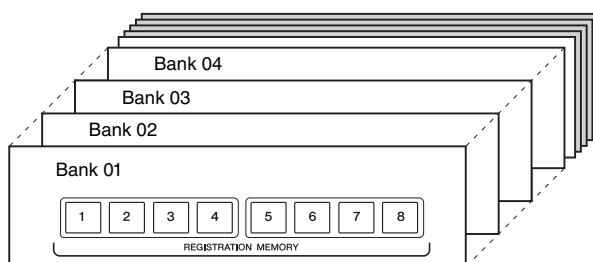 Bank 04
Bank 03
Bank 02
Bank 01
1 2 3 4 5 6 7 8
REGISTRATION MEMORY